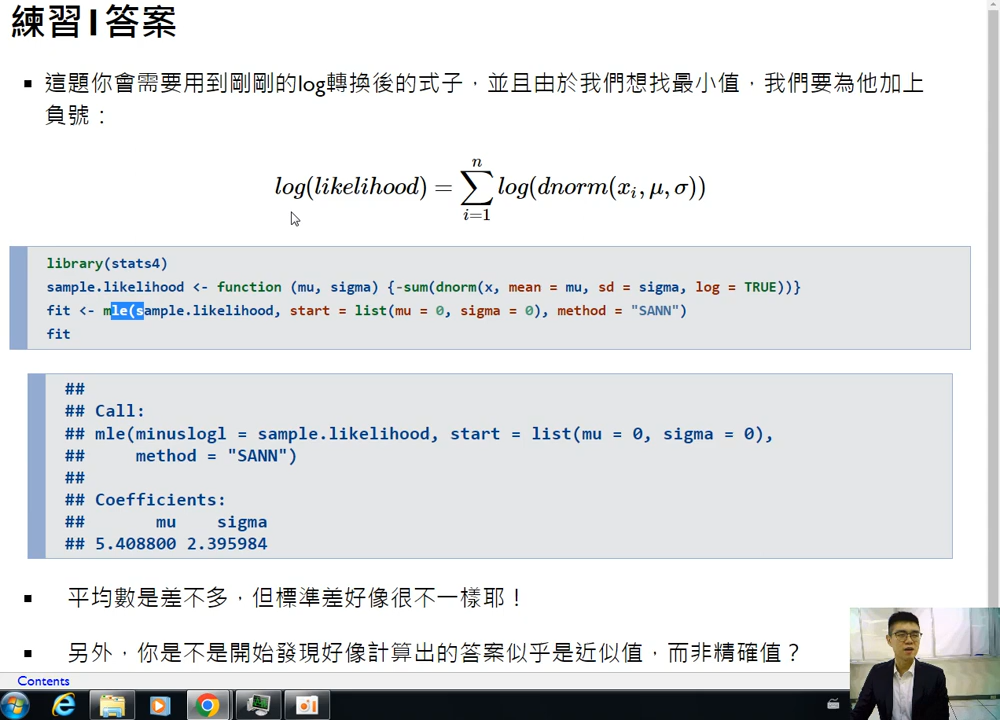 練習1答案
▪ 這題你會需要用到剛剛的log轉換後的式子，並且由於我們想找最小值，我們要為他加上
負號：
log(likelihood) = \sum_{i=1}^{n} log(dnorm(x_i, μ, σ))
library(stats4)
sample.likelihood <- function (mu, sigma) {-sum(dnorm(x, mean = mu, sd = sigma, log = TRUE))}
fit <- mle(sample.likelihood, start = list(mu = 0, sigma = 0), method = "SANN")
fit
##
## Call:
## mle(minuslogl = sample.likelihood, start = list(mu = 0, sigma = 0),
##     method = "SANN")
##
## Coefficients:
##       mu    sigma
## 5.408800 2.395984
▪ 平均數是差不多，但標準差好像很不一樣耶！
▪ 另外，你是不是開始發現好像計算出的答案似乎是近似值，而非精確值？
Contents